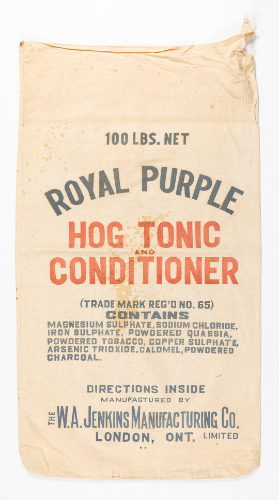 100 LBS. NET
ROYAL PURPLE
HOG TONIC
AND
CONDITIONER
(TRADE MARK REG'D NO. 65)
CONTAINS
MAGNESIUM SULPHATE, SODIUM CHLORIDE,
IRON SULPHATE, POWDERED QUASSIA,
POWDERED TOBACCO, COPPER SULPHATE,
ARSENIC TRIOXIDE, CALOMEL, POWDERED
CHARCOAL.
DIRECTIONS INSIDE
MANUFACTURED BY
THE W.A. JENKINS MANUFACTURING CO.
LONDON, ONT. LIMITED